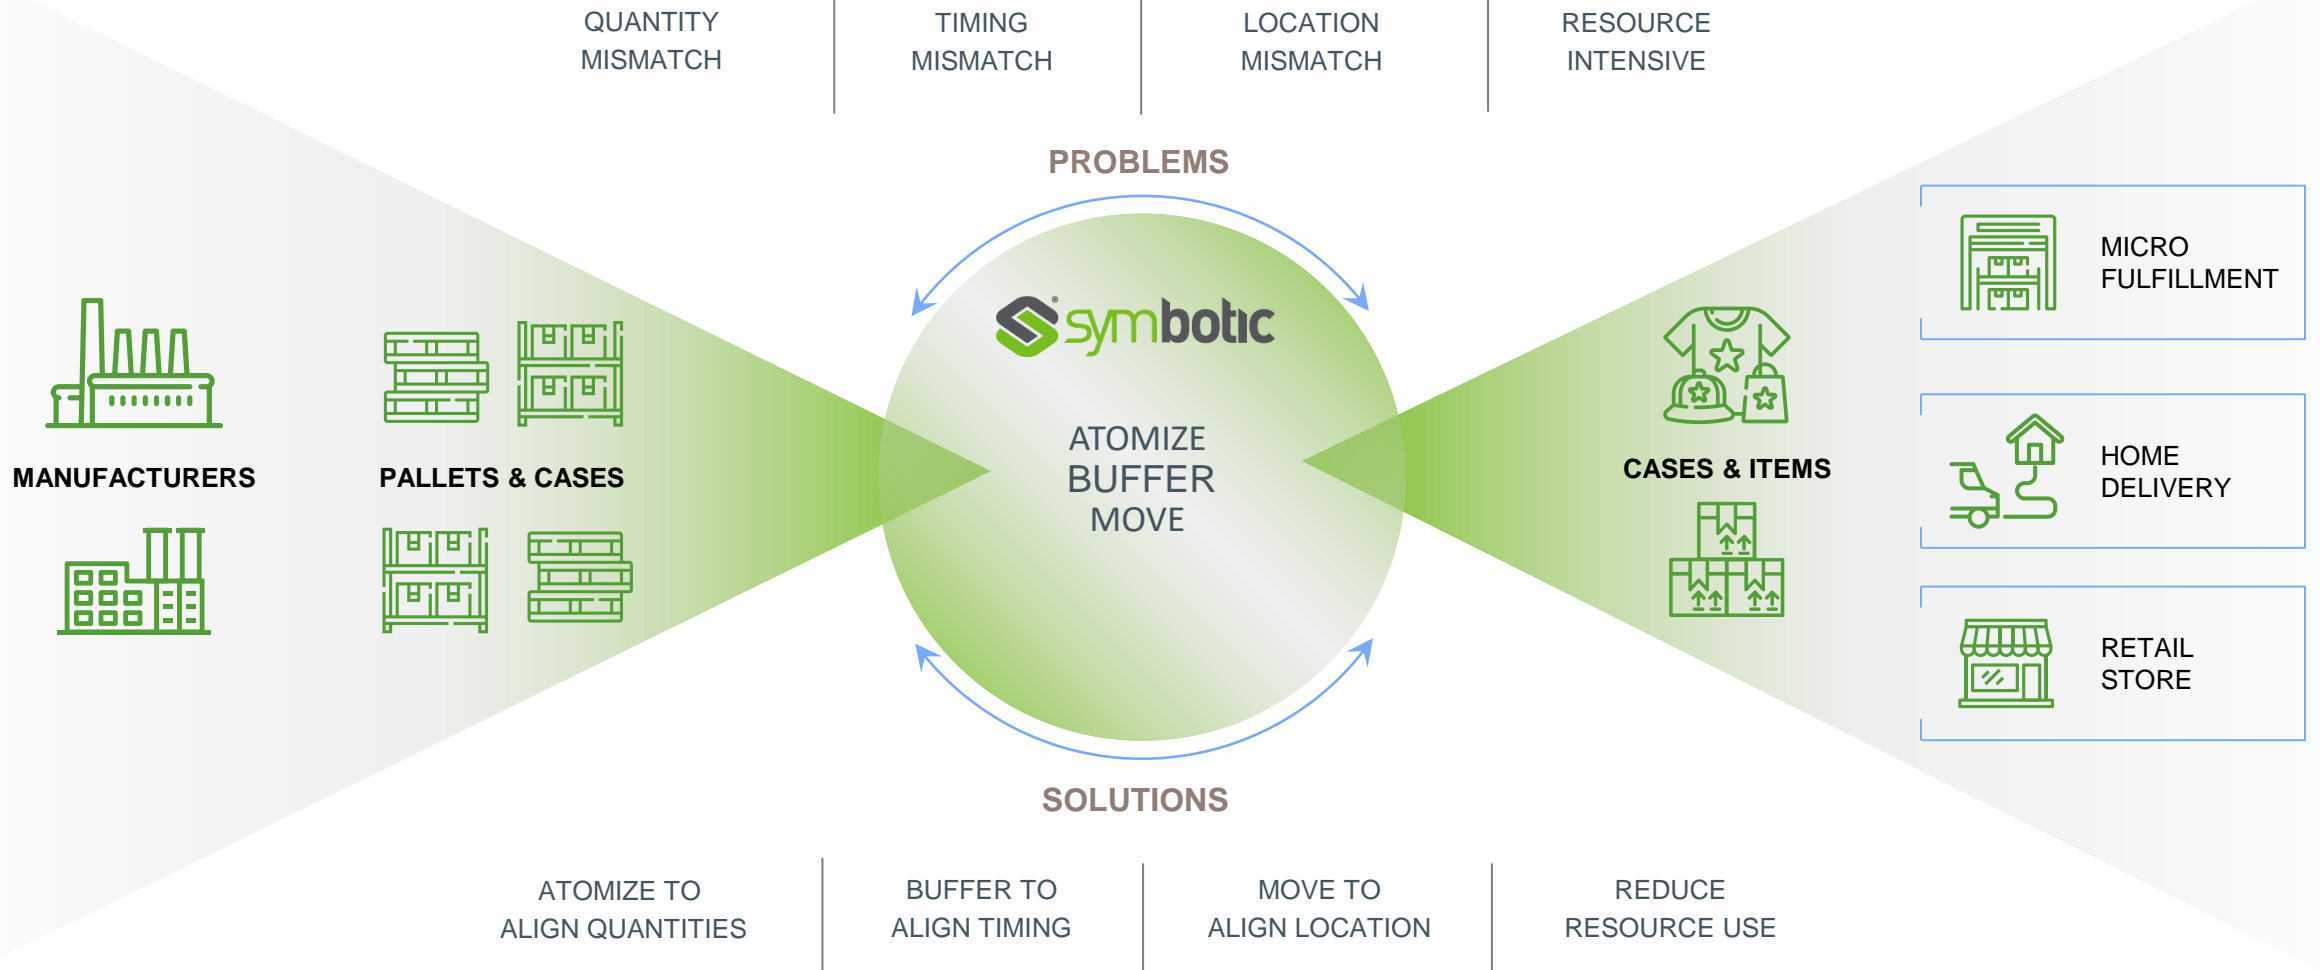 QUANTITY
MISMATCH
TIMING
MISMATCH
LOCATION
MISMATCH
RESOURCE
INTENSIVE
PROBLEMS
symbotic®
ATOMIZE
BUFFER
MOVE
MANUFACTURERS
PALLETS & CASES
CASES & ITEMS
MICRO
FULFILLMENT
HOME
DELIVERY
RETAIL
STORE
SOLUTIONS
ATOMIZE TO
ALIGN QUANTITIES
BUFFER TO
ALIGN TIMING
MOVE TO
ALIGN LOCATION
REDUCE
RESOURCE USE